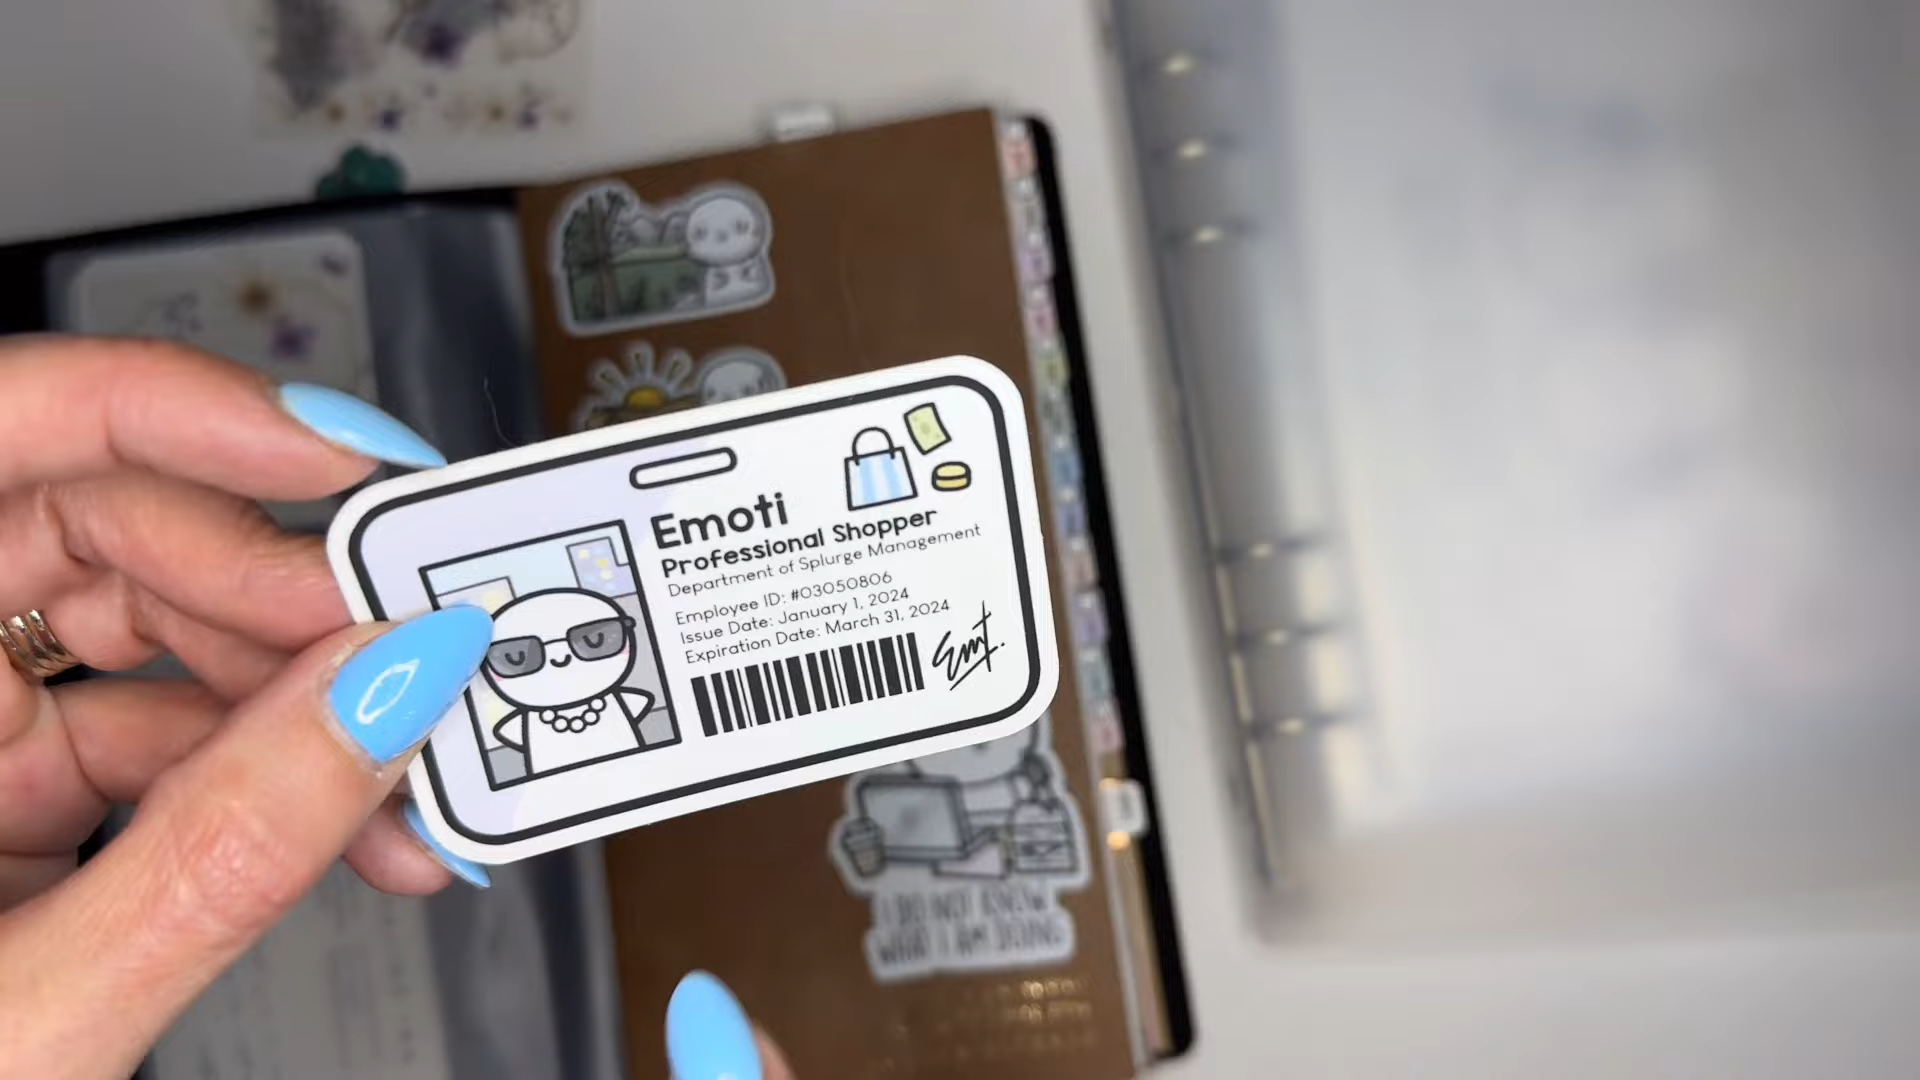 Emoti
Professional Shopper
Department of Splurge Management
Employee ID: #03050806
Issue Date: January 1, 2024
Expiration Date: March 31, 2024
Emt.
I DO NOT KNOW
WHAT I AM DOING